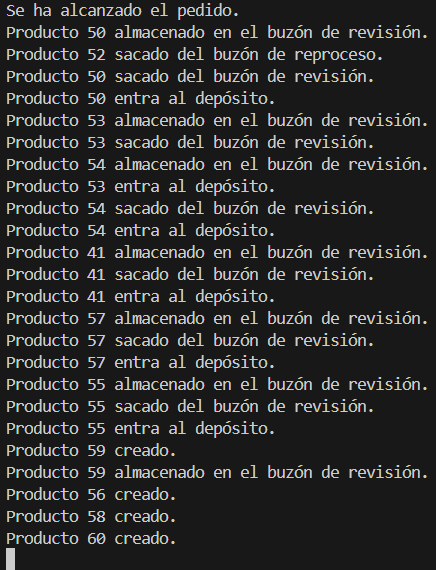 Se ha alcanzado el pedido.
Producto 50 almacenado en el buzón de revisión.
Producto 52 sacado del buzón de reproceso.
Producto 50 sacado del buzón de revisión.
Producto 50 entra al depósito.
Producto 53 almacenado en el buzón de revisión.
Producto 53 sacado del buzón de revisión.
Producto 54 almacenado en el buzón de revisión.
Producto 53 entra al depósito.
Producto 54 sacado del buzón de revisión.
Producto 54 entra al depósito.
Producto 41 almacenado en el buzón de revisión.
Producto 41 sacado del buzón de revisión.
Producto 41 entra al depósito.
Producto 57 almacenado en el buzón de revisión.
Producto 57 sacado del buzón de revisión.
Producto 57 entra al depósito.
Producto 55 almacenado en el buzón de revisión.
Producto 55 sacado del buzón de revisión.
Producto 55 entra al depósito.
Producto 59 creado.
Producto 59 almacenado en el buzón de revisión.
Producto 56 creado.
Producto 58 creado.
Producto 60 creado.